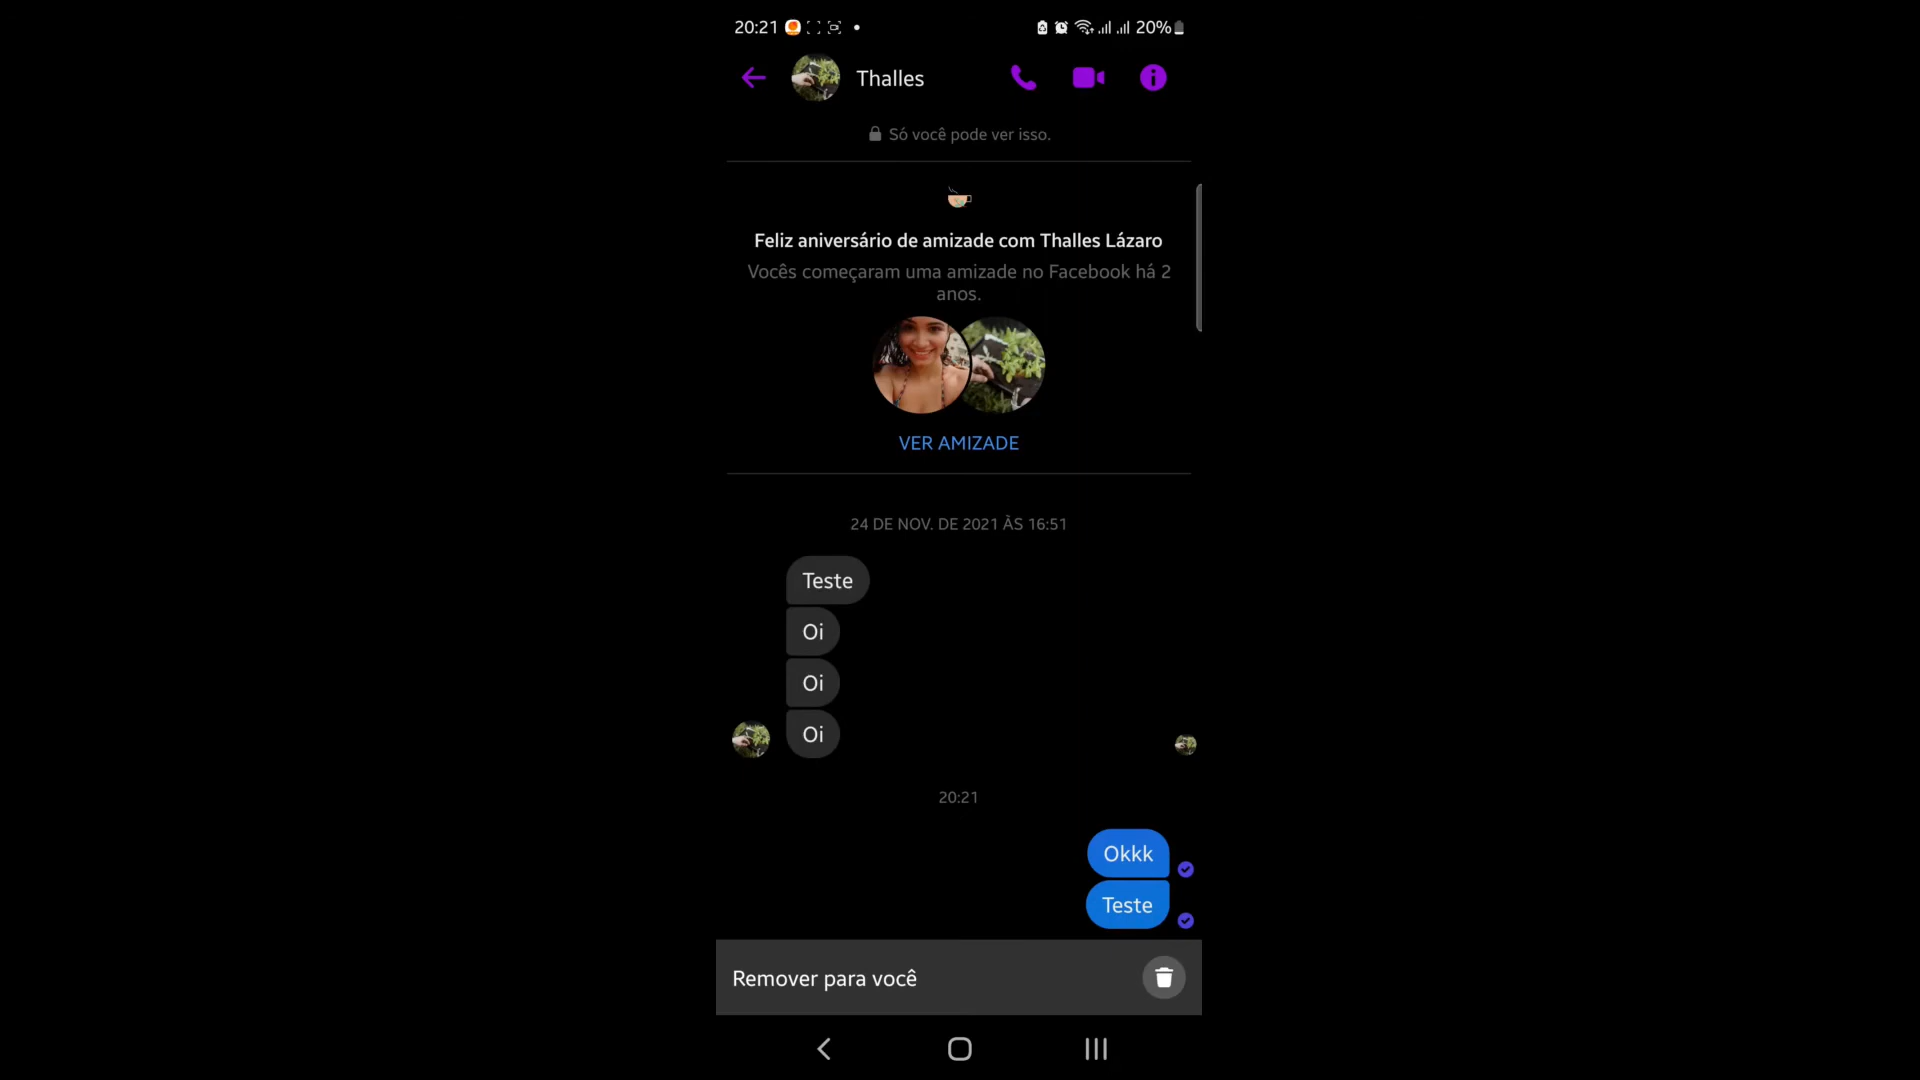 20:21
20%
Thalles
Só você pode ver isso.
Feliz aniversário de amizade com Thalles Lázaro
Vocês começaram uma amizade no Facebook há 2
anos.
VER AMIZADE
24 DE NOV. DE 2021 ÀS 16:51
Teste
Oi
Oi
Oi
20:21
Okkk
Teste
Remover para você